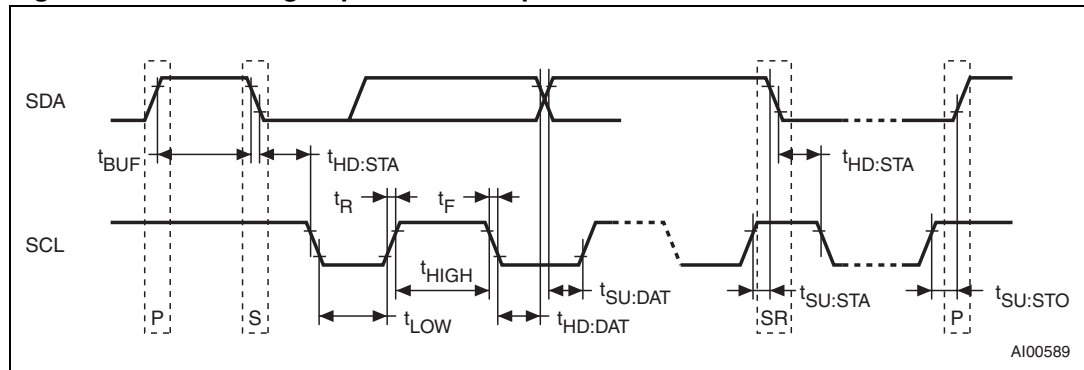 SDA
tBUF
tHD:STA
tHD:STA
tR
tF
SCL
tHIGH
tSU:DAT
tSU:STA
tSU:STO
P
S
tLOW
tHD:DAT
SR
P
AI00589